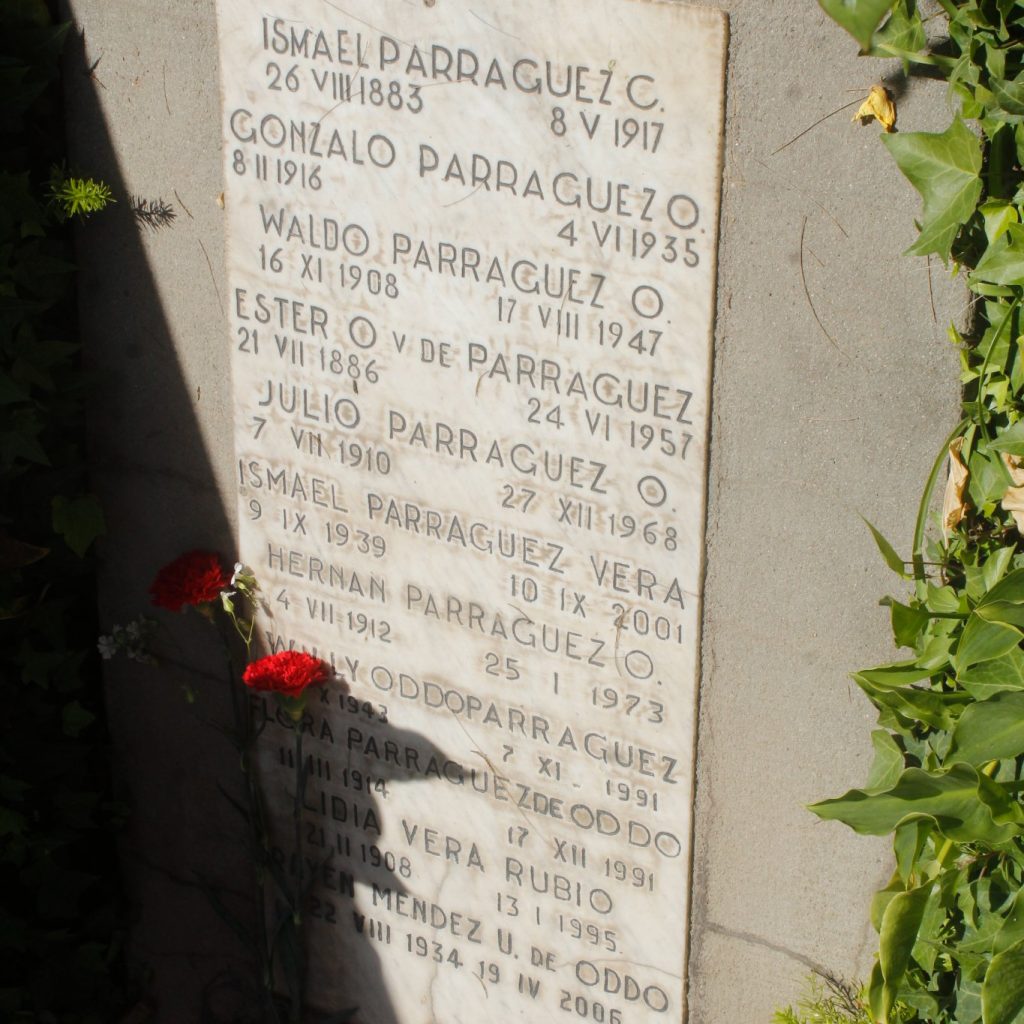 ISMAEL PARRAGUEZ C.
26 VIII 1883 8 V 1917
GONZALO PARRAGUEZ O.
8 II 1916 4 VI 1935
WALDO PARRAGUEZ O.
16 XI 1908 17 VIII 1947
ESTER O V DE PARRAGUEZ
21 VII 1886 24 VI 1957
JULIO PARRAGUEZ O.
7 VII 1910 27 XII 1968
ISMAEL PARRAGUEZ VERA
9 IX 1939 10 IX 2001
HERNAN PARRAGUEZ O.
4 VII 1912 25 I 1973
WILLY ODDO PARRAGUEZ
1943 7 XI 1991
FLORA PARRAGUEZ DE ODDO
11 III 1914 17 XII 1991
LIDIA VERA RUBIO
21 II 1908 13 I 1995.
MENDEZ U. DE ODDO
22 VIII 1934 19 IV 2006